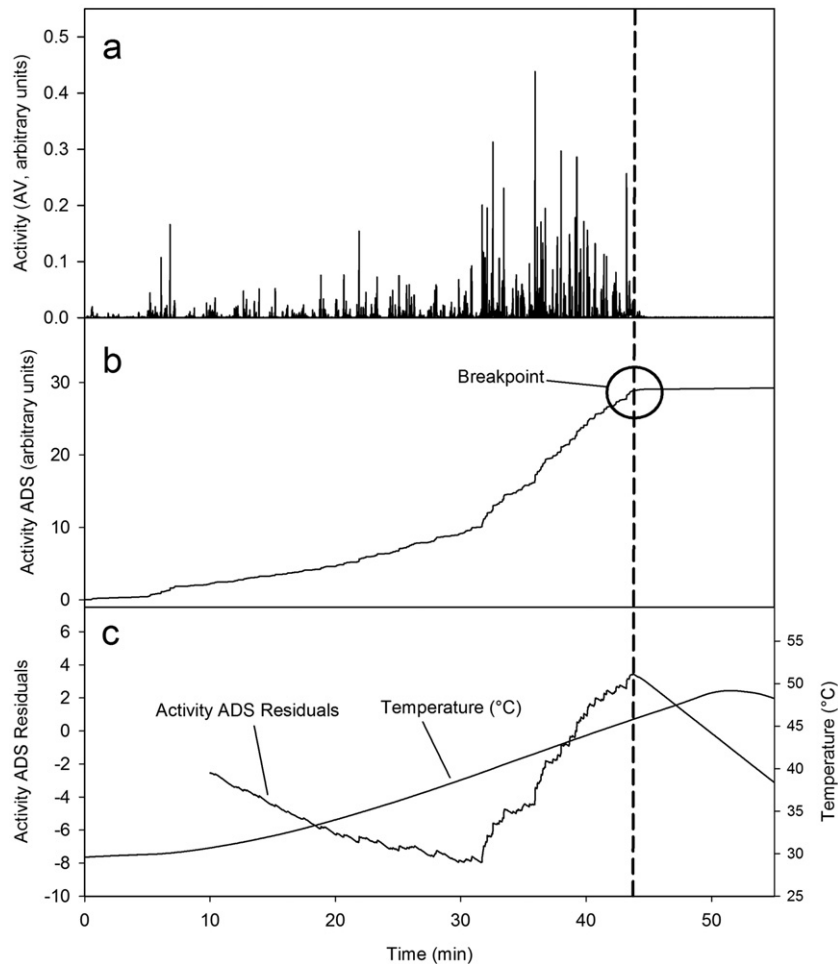 a
Activity (AV, arbitrary units)
0.5
0.4
0.3
0.2
0.1
0.0
b
Activity ADS (arbitrary units)
30
20
10
0
Breakpoint
c
Activity ADS Residuals
6
4
2
0
-2
-4
-6
-8
-10
Activity ADS Residuals
Temperature (°C)
55
50
45
40
35
30
25
Temperature (°C)
0 10 20 30 40 50
Time (min)